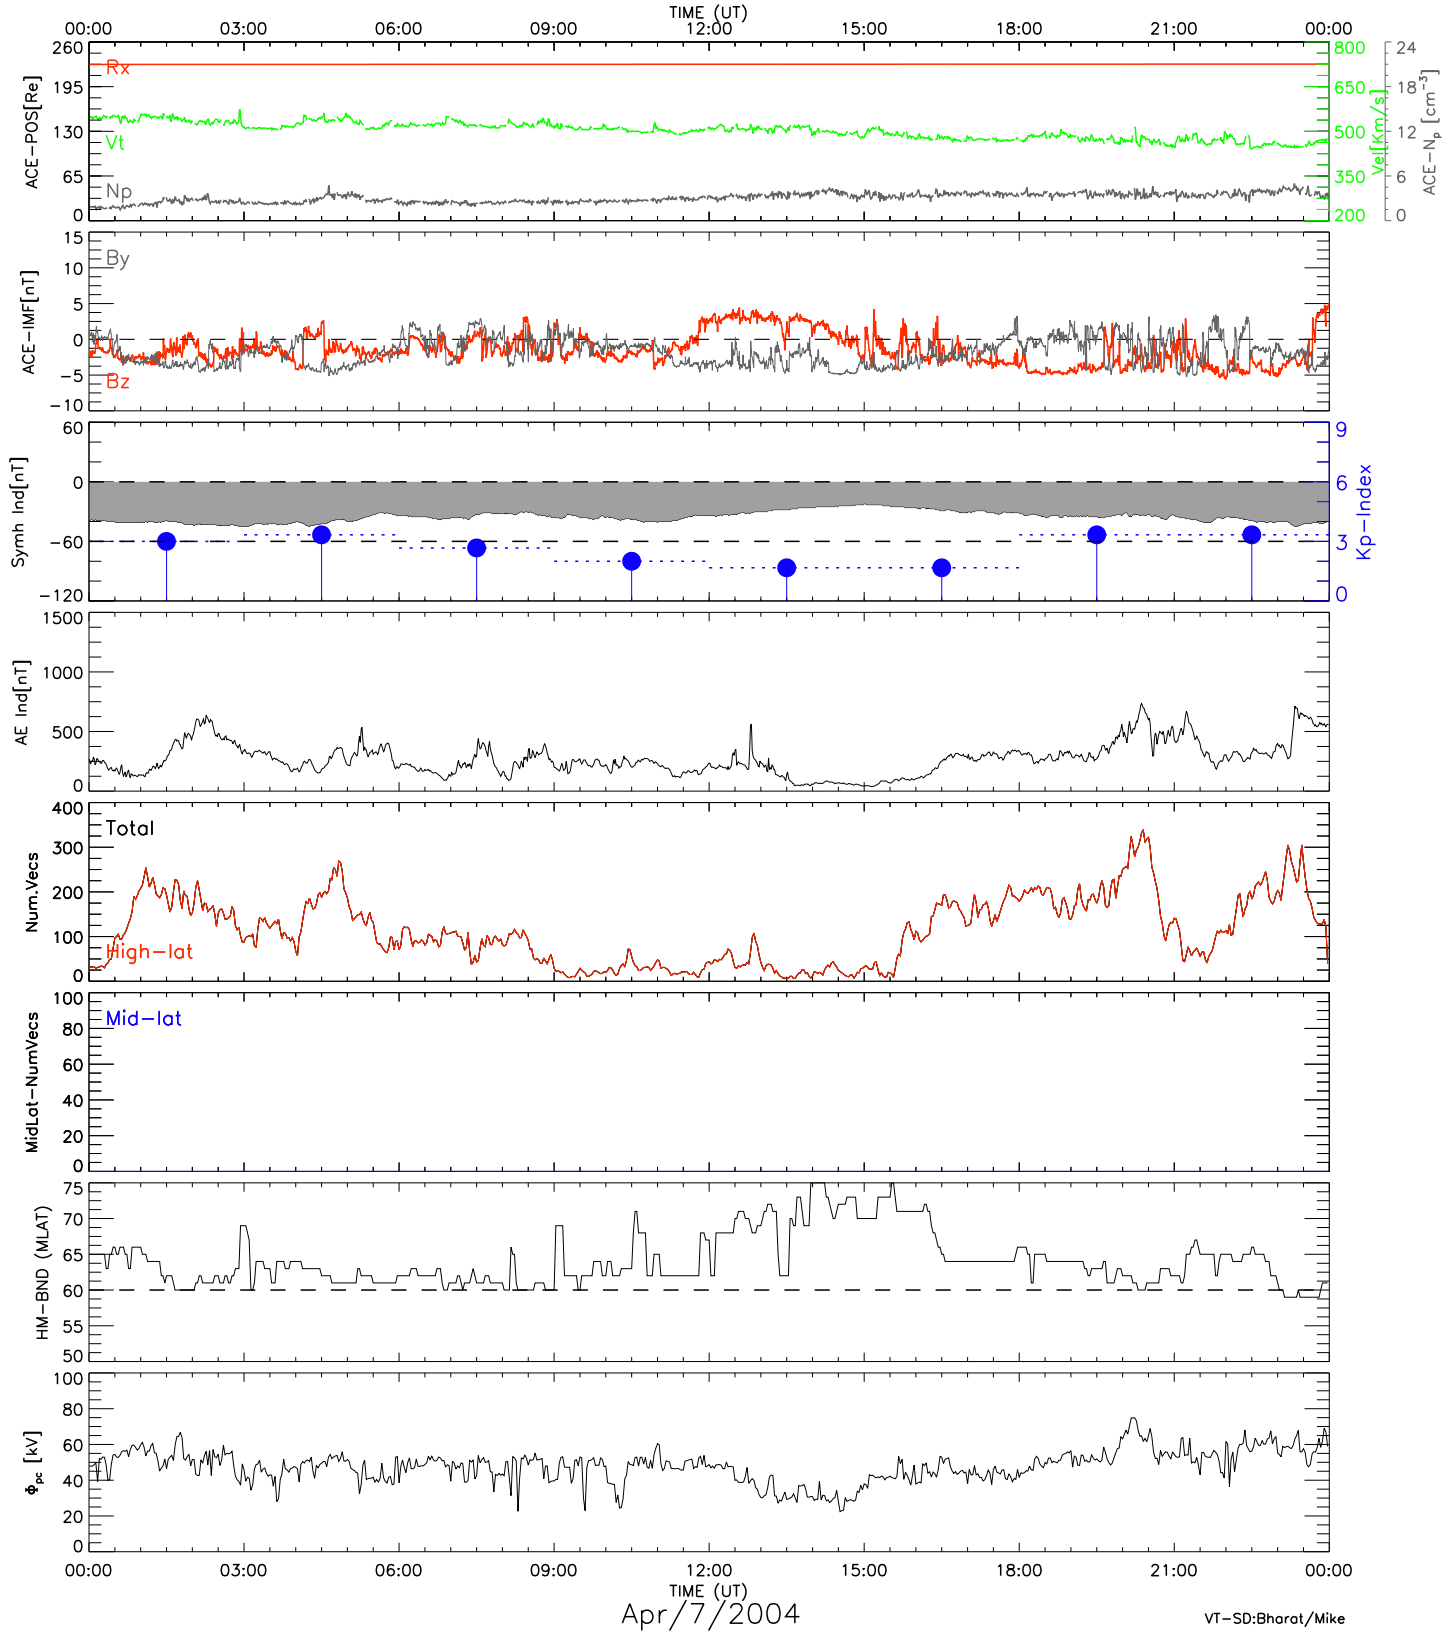 TIME (UT)
00:00 03:00 06:00 09:00 12:00 15:00 18:00 21:00 00:00
260 195 130 65 0
ACE-POS[Re]
Rx
Vt
Np
800 650 500 350 200
Vel[Km/s]
24 18 12 6 0
ACE-Np [cm-3]
15 10 5 0 -5 -10
ACE-IMF[nT]
By
Bz
60 0 -60 -120
Symh Ind[nT]
9 6 3 0
Kp-Index
1500 1000 500 0
AE Ind[nT]
400 300 200 100 0
Num.Vecs
Total
High-lat
100 80 60 40 20 0
MidLat-NumVecs
Mid-lat
75 70 65 60 55 50
HM-BND (MLAT)
100 80 60 40 20 0
Φpc [kV]
00:00 03:00 06:00 09:00 12:00 15:00 18:00 21:00 00:00
TIME (UT)
Apr/7/2004
VT-SD:Bharat/Mike